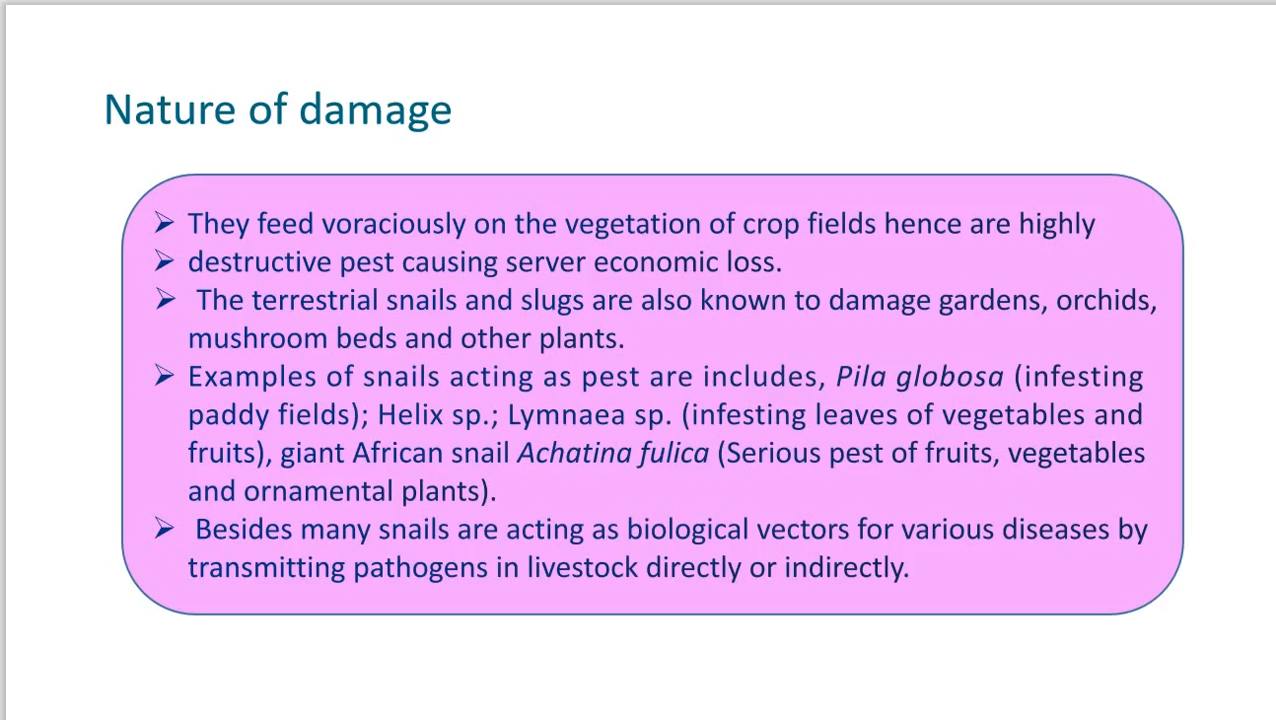 Nature of damage
➢ They feed voraciously on the vegetation of crop fields hence are highly
➢ destructive pest causing server economic loss.
➢ The terrestrial snails and slugs are also known to damage gardens, orchids,
mushroom beds and other plants.
➢ Examples of snails acting as pest are includes, Pila globosa (infesting
paddy fields); Helix sp.; Lymnaea sp. (infesting leaves of vegetables and
fruits), giant African snail Achatina fulica (Serious pest of fruits, vegetables
and ornamental plants).
➢ Besides many snails are acting as biological vectors for various diseases by
transmitting pathogens in livestock directly or indirectly.